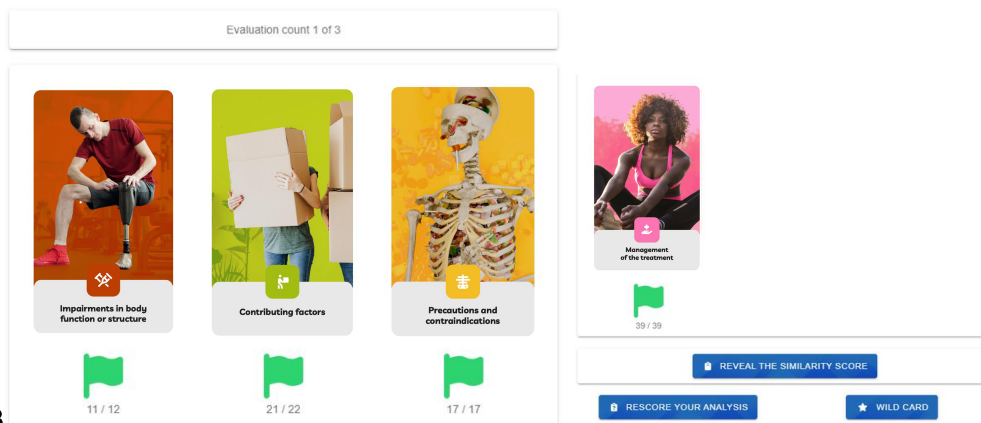 Evaluation count 1 of 3
Impairments in body
function or structure
11 / 12
Contributing factors
21 / 22
Precautions and
contraindications
17 / 17
Management
of the treatment
39 / 39
REVEAL THE SIMILARITY SCORE
RESCORE YOUR ANALYSIS
WILD CARD